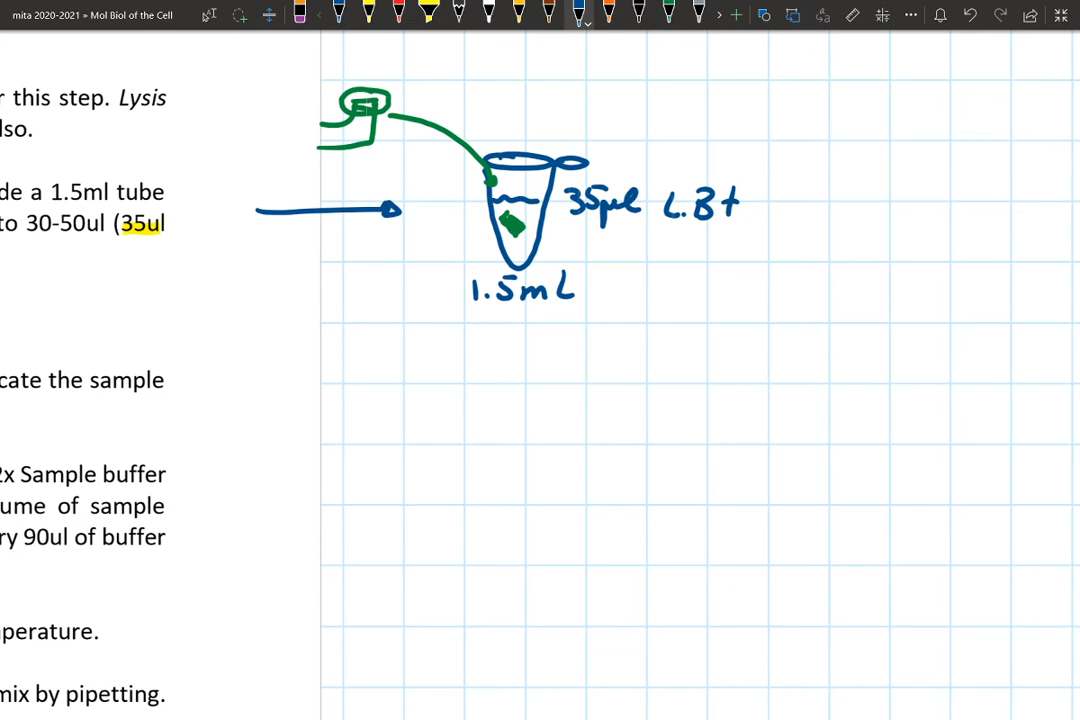 mita 2020-2021 » Mol Biol of the Cell
r this step. Lysis
lso.
de a 1.5ml tube
to 30-50ul (35ul
35µl L.B+
1.5mL
cate the sample
2x Sample buffer
ume of sample
ry 90ul of buffer
perature.
mix by pipetting.